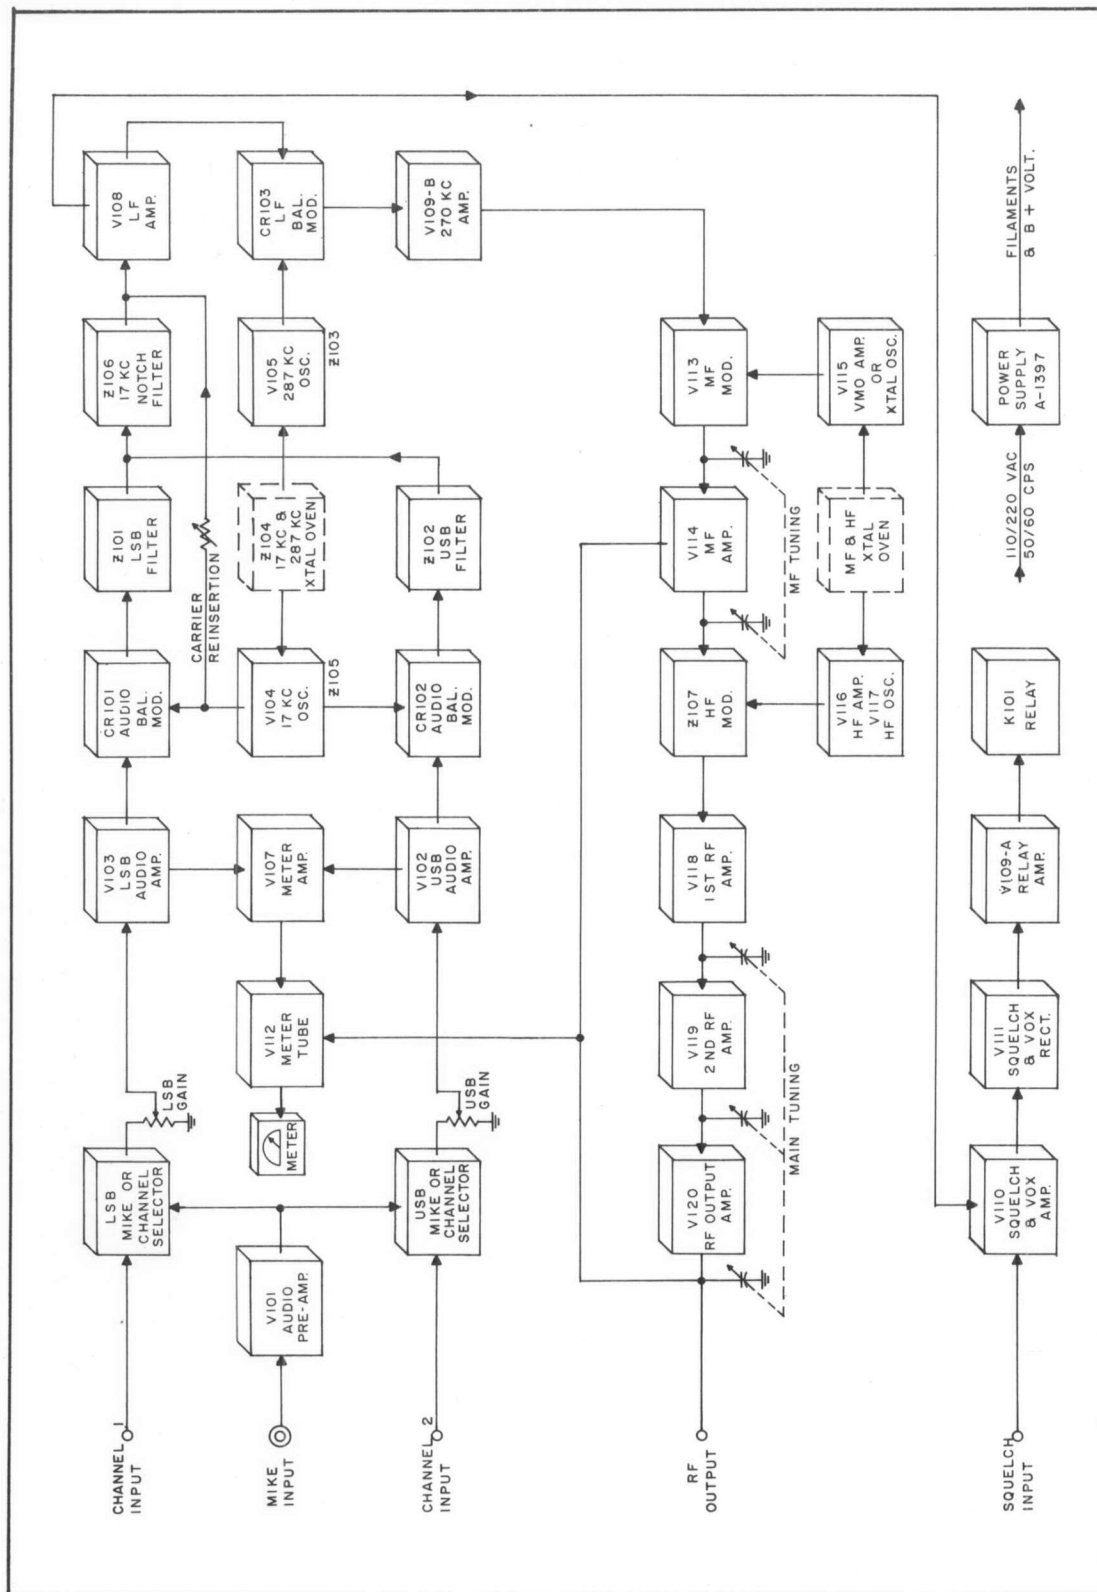 CHANNEL 1
INPUT
LSB
MIKE OR
CHANNEL
SELECTOR
LSB
GAIN
V103
LSB
AUDIO
AMP.
CR101
AUDIO
BAL.
MOD.
Z101
LSB
FILTER
Z106
17 KC
NOTCH
FILTER
V108
LF
AMP.
CARRIER
REINSERTION
MIKE
INPUT
V101
AUDIO
PRE-AMP.
METER
V112
METER
TUBE
V107
METER
AMP.
V104
17 KC
OSC.
Z105
Z104
17 KC &
287 KC
XTAL OVEN
V105
287 KC
OSC.
Z103
CR103
LF
BAL.
MOD.
CHANNEL 2
INPUT
USB
MIKE OR
CHANNEL
SELECTOR
USB
GAIN
V102
USB
AUDIO
AMP.
CR102
AUDIO
BAL.
MOD.
Z102
USB
FILTER
V109-B
270 KC
AMP.
RF
OUTPUT
V120
RF OUTPUT
AMP.
V119
2ND RF
AMP.
V118
1ST RF
AMP.
Z107
HF
MOD.
V114
MF
AMP.
V113
MF
MOD.
MAIN TUNING
MF TUNING
V116
HF AMP.
V117
HF OSC.
MF & HF
XTAL
OVEN
V115
VMO AMP.
OR
XTAL OSC.
SQUELCH
INPUT
V110
SQUELCH
& VOX
AMP.
V111
SQUELCH
& VOX
RECT.
V109-A
RELAY
AMP.
K101
RELAY
110/220 VAC
50/60 CPS
POWER
SUPPLY
A-1397
FILAMENTS
& B + VOLT.